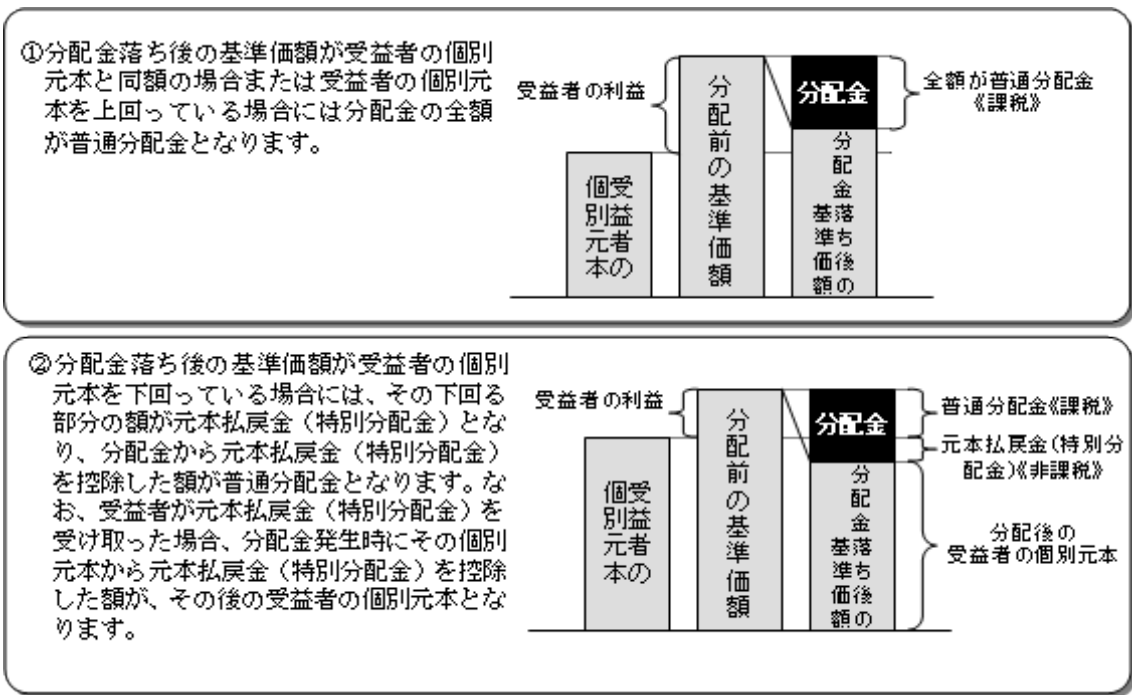 ①分配金落ち後の基準価額が受益者の個別
元本と同額の場合または受益者の個別元
本を上回っている場合には分配金の全額
が普通分配金となります。
受益者の利益
受益者の
個別元本
分配前の基準価額
分配金
分配金落ち後の
基準価額
全額が普通分配金
《課税》
②分配金落ち後の基準価額が受益者の個別
元本を下回っている場合には、その下回る
部分の額が元本払戻金（特別分配金）とな
り、分配金から元本払戻金（特別分配金）
を控除した額が普通分配金となります。な
お、受益者が元本払戻金（特別分配金）を
受け取った場合、分配金発生時にその個別
元本から元本払戻金（特別分配金）を控除
した額が、その後の受益者の個別元本とな
ります。
受益者の利益
受益者の
個別元本
分配前の基準価額
分配金
分配金落ち後の
基準価額
普通分配金《課税》
元本払戻金（特別分
配金）《非課税》
分配後の
受益者の個別元本